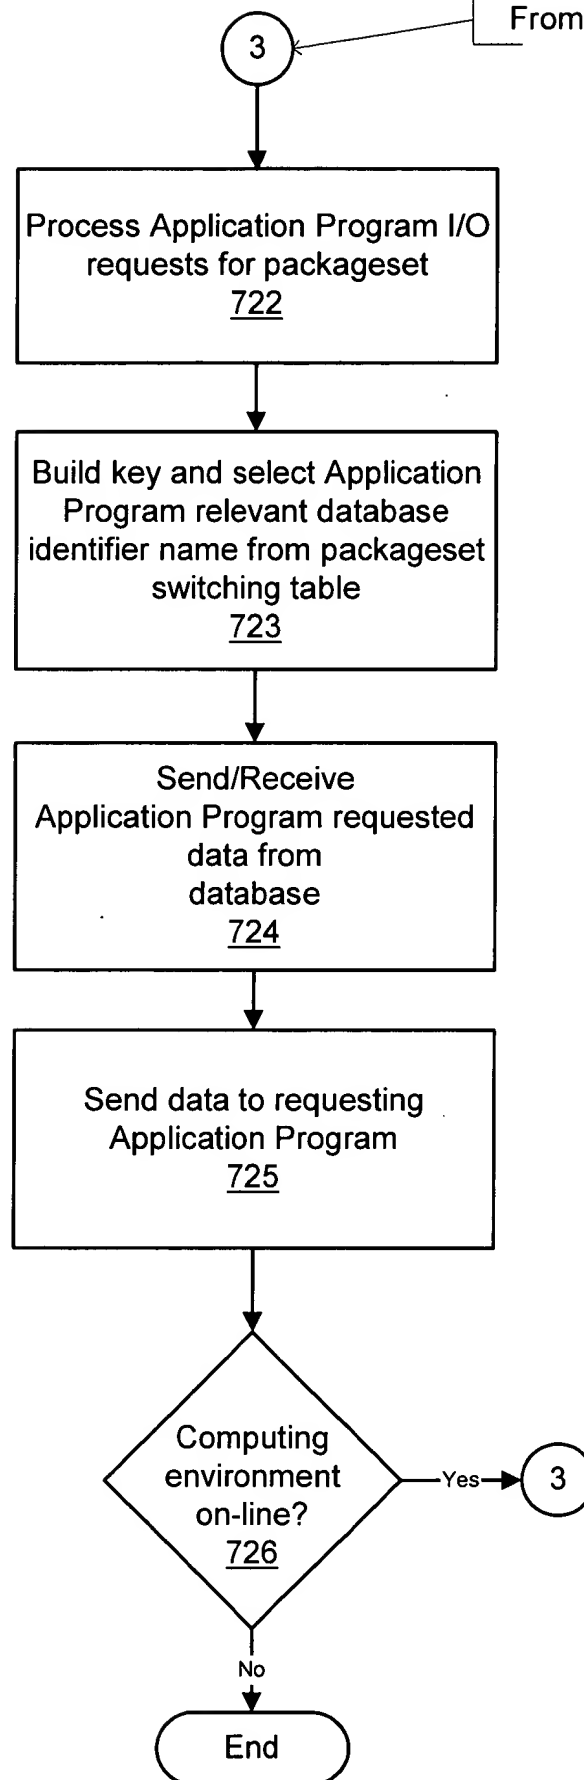 From
3
Process Application Program I/O
requests for packageset
722
Build key and select Application
Program relevant database
identifier name from packageset
switching table
723
Send/Receive
Application Program requested
data from
database
724
Send data to requesting
Application Program
725
Computing
environment
on-line?
726
Yes
3
No
End